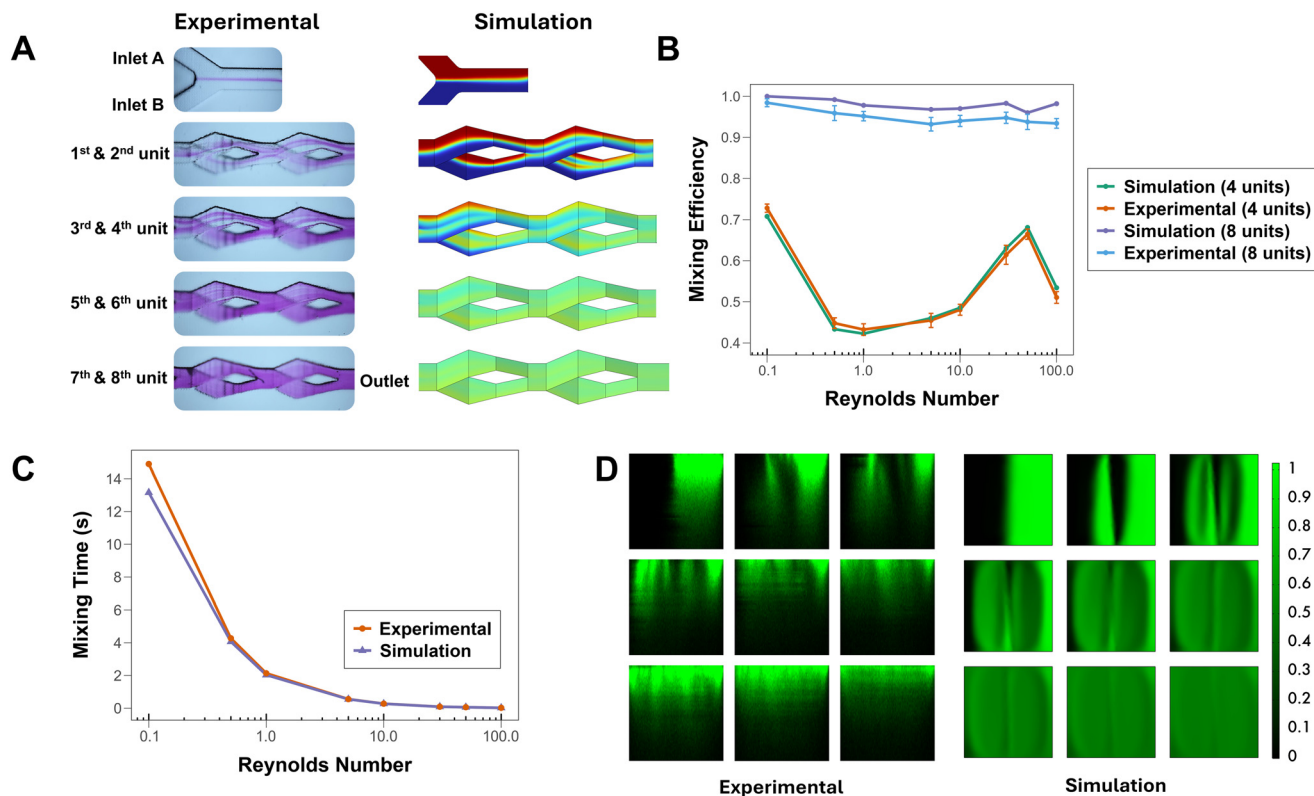 Experimental
Simulation
A
Inlet A
Inlet B
1st & 2nd unit
3rd & 4th unit
5th & 6th unit
7th & 8th unit
Outlet
B
Mixing Efficiency
1.0
0.9
0.8
0.7
0.6
0.5
0.4
0.1
1.0
10.0
100.0
Reynolds Number
Simulation (4 units)
Experimental (4 units)
Simulation (8 units)
Experimental (8 units)
C
Mixing Time (s)
14
12
10
8
6
4
2
0
0.1
1.0
10.0
100.0
Reynolds Number
Experimental
Simulation
D
1
0.9
0.8
0.7
0.6
0.5
0.4
0.3
0.2
0.1
0
Experimental
Simulation